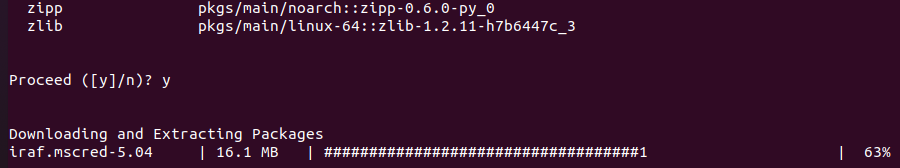 zipp pkgs/main/noarch::zipp-0.6.0-py_0
zlib pkgs/main/linux-64::zlib-1.2.11-h7b6447c_3
Proceed ([y]/n)? y
Downloading and Extracting Packages
iraf.mscred-5.04 | 16.1 MB | ###################################1 | 63%